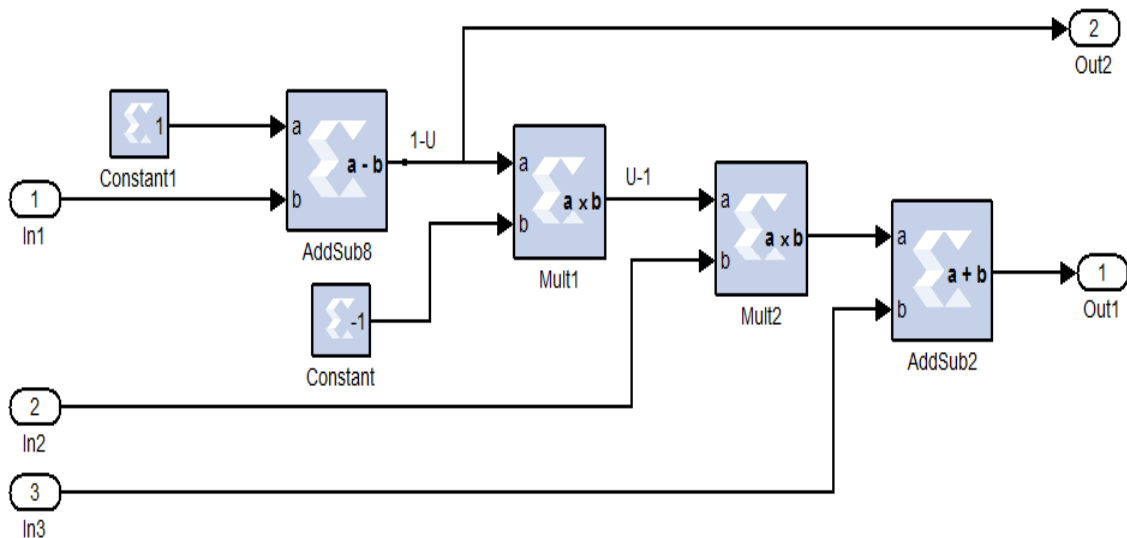 2
Out2
1
Constant1
a
a - b
b
AddSub8
1-U
1
In1
a
a x b
b
Mult1
U-1
-1
Constant
a
a x b
b
Mult2
a
a + b
b
AddSub2
1
Out1
2
In2
3
In3